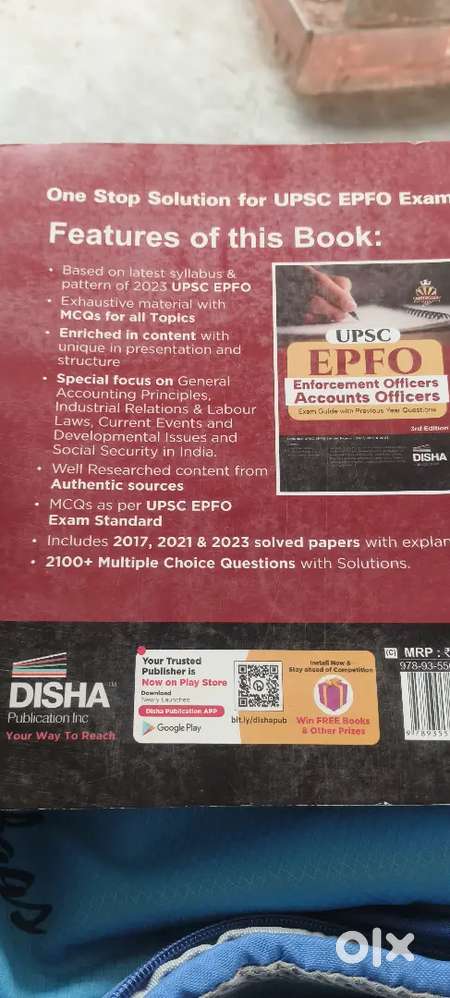 One Stop Solution for UPSC EPFO Exam
Features of this Book:
• Based on latest syllabus &
pattern of 2023 UPSC EPFO
• Exhaustive material with
MCQs for all Topics
• Enriched in content with
unique in presentation and
structure
• Special focus on General
Accounting Principles,
Industrial Relations & Labour
Laws, Current Events and
Developmental Issues and
Social Security in India.
• Well Researched content from
Authentic sources
• MCQs as per UPSC EPFO
Exam Standard
• Includes 2017, 2021 & 2023 solved papers with explan
• 2100+ Multiple Choice Questions with Solutions.
UPSC
EPFO
Enforcement Officers
Accounts Officers
Exam Guide with Previous Year Questions
3rd Edition
DISHA
DISHA
Publication Inc
Your Way To Reach
Your Trusted
Publisher is
Now on Play Store
Download
Newly Launched
Disha Publication APP
Google Play
bit.ly/dishapub
Install Now &
Stay ahead of Competition
Win FREE Books
& Other Prizes
(C) MRP : ₹
978-93-55
9 789355
olx